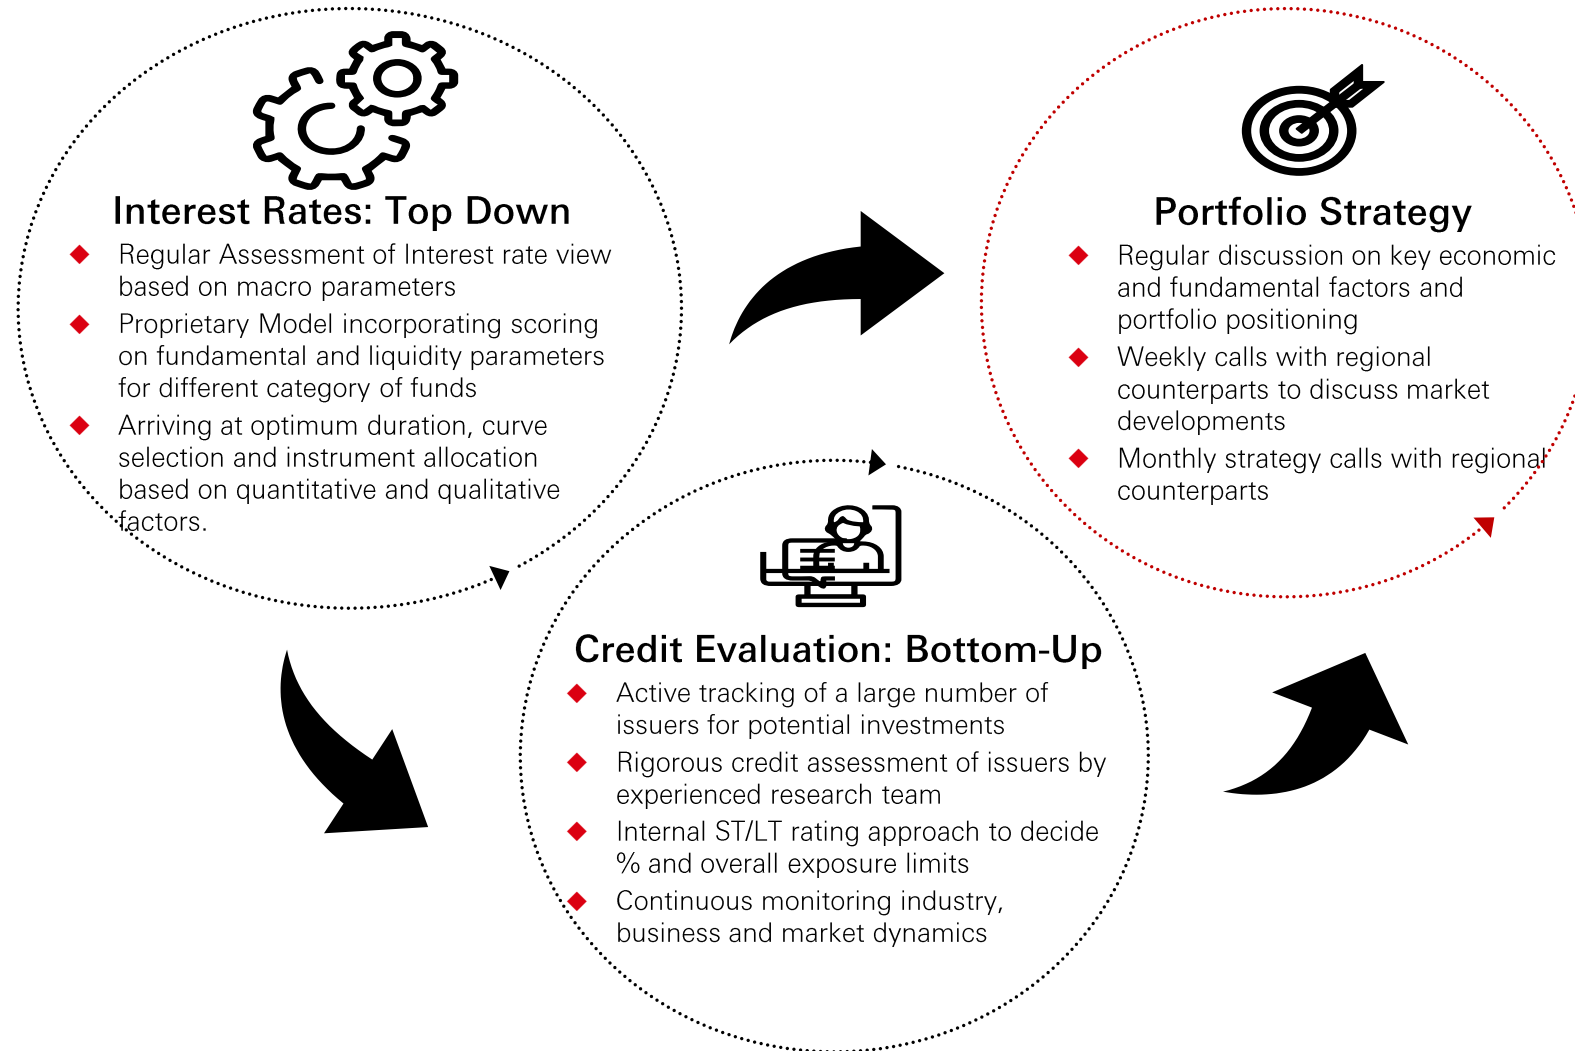 Interest Rates: Top Down
Regular Assessment of Interest rate view
based on macro parameters
Proprietary Model incorporating scoring
on fundamental and liquidity parameters
for different category of funds
Arriving at optimum duration, curve
selection and instrument allocation
based on quantitative and qualitative
factors.
Portfolio Strategy
Regular discussion on key economic
and fundamental factors and
portfolio positioning
Weekly calls with regional
counterparts to discuss market
developments
Monthly strategy calls with regional
counterparts
Credit Evaluation: Bottom-Up
Active tracking of a large number of
issuers for potential investments
Rigorous credit assessment of issuers by
experienced research team
Internal ST/LT rating approach to decide
% and overall exposure limits
Continuous monitoring industry,
business and market dynamics